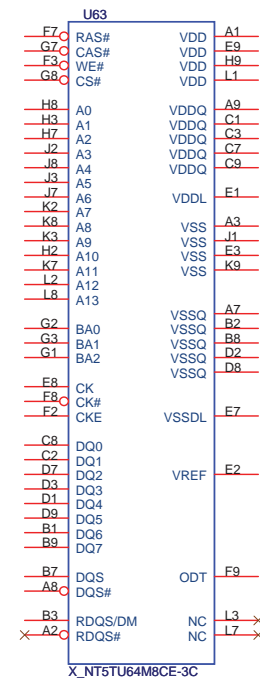 U63
F7 RAS# VDD A1
G7 CAS# VDD E9
F3 WE# VDD H9
G8 CS# VDD L1
H8 A0 VDDQ A9
H3 A1 VDDQ C1
H7 A2 VDDQ C3
J2 A3 VDDQ C7
J8 A4 VDDQ C9
J3 A5
J7 A6 VDDL E1
K2 A7
K8 A8 VSS A3
K3 A9 VSS J1
H2 A10 VSS E3
K7 A11 VSS K9
L2 A12
L8 A13
VSSQ A7
G2 BA0 VSSQ B2
G3 BA1 VSSQ B8
G1 BA2 VSSQ D2
VSSQ D8
E8 CK
F8 CK#
F2 CKE VSSDL E7
C8 DQ0
C2 DQ1
D7 DQ2 VREF E2
D3 DQ3
D1 DQ4
D9 DQ5
B1 DQ6
B9 DQ7
B7 DQS ODT F9
A8 DQS#
B3 RDQS/DM NC L3
A2 RDQS# NC L7
X_NT5TU64M8CE-3C